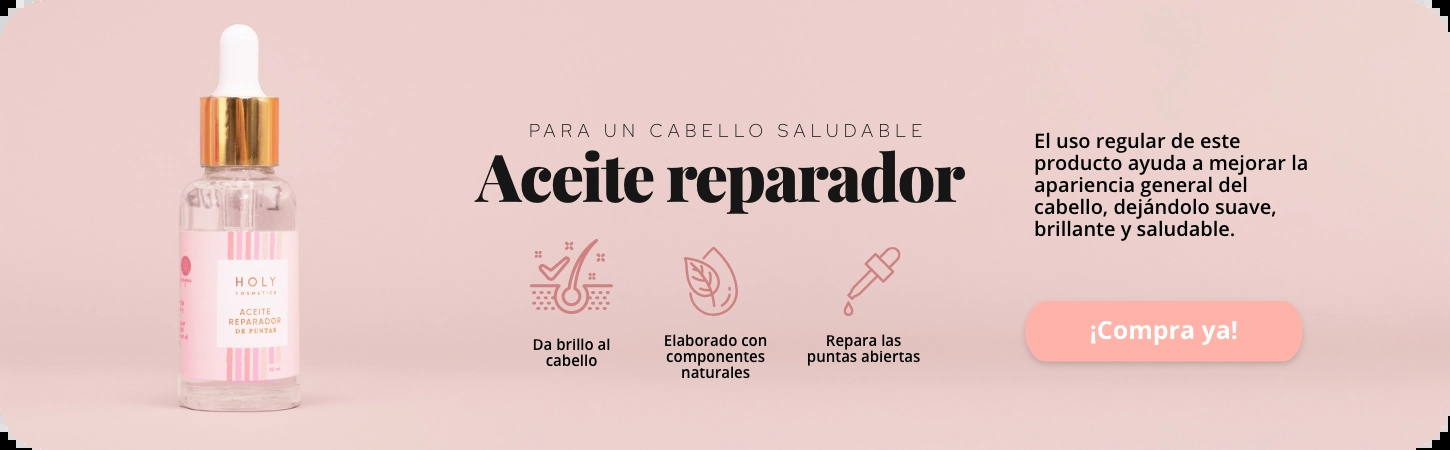 PARA UN CABELLO SALUDABLE
Aceite reparador
Da brillo al
cabello
Elaborado con
componentes
naturales
Repara las
puntas abiertas
El uso regular de este
producto ayuda a mejorar la
apariencia general del
cabello, dejándolo suave,
brillante y saludable.
¡Compra ya!
HOLY
COSMETICS
ACEITE
REPARADOR
DE PUNTAS